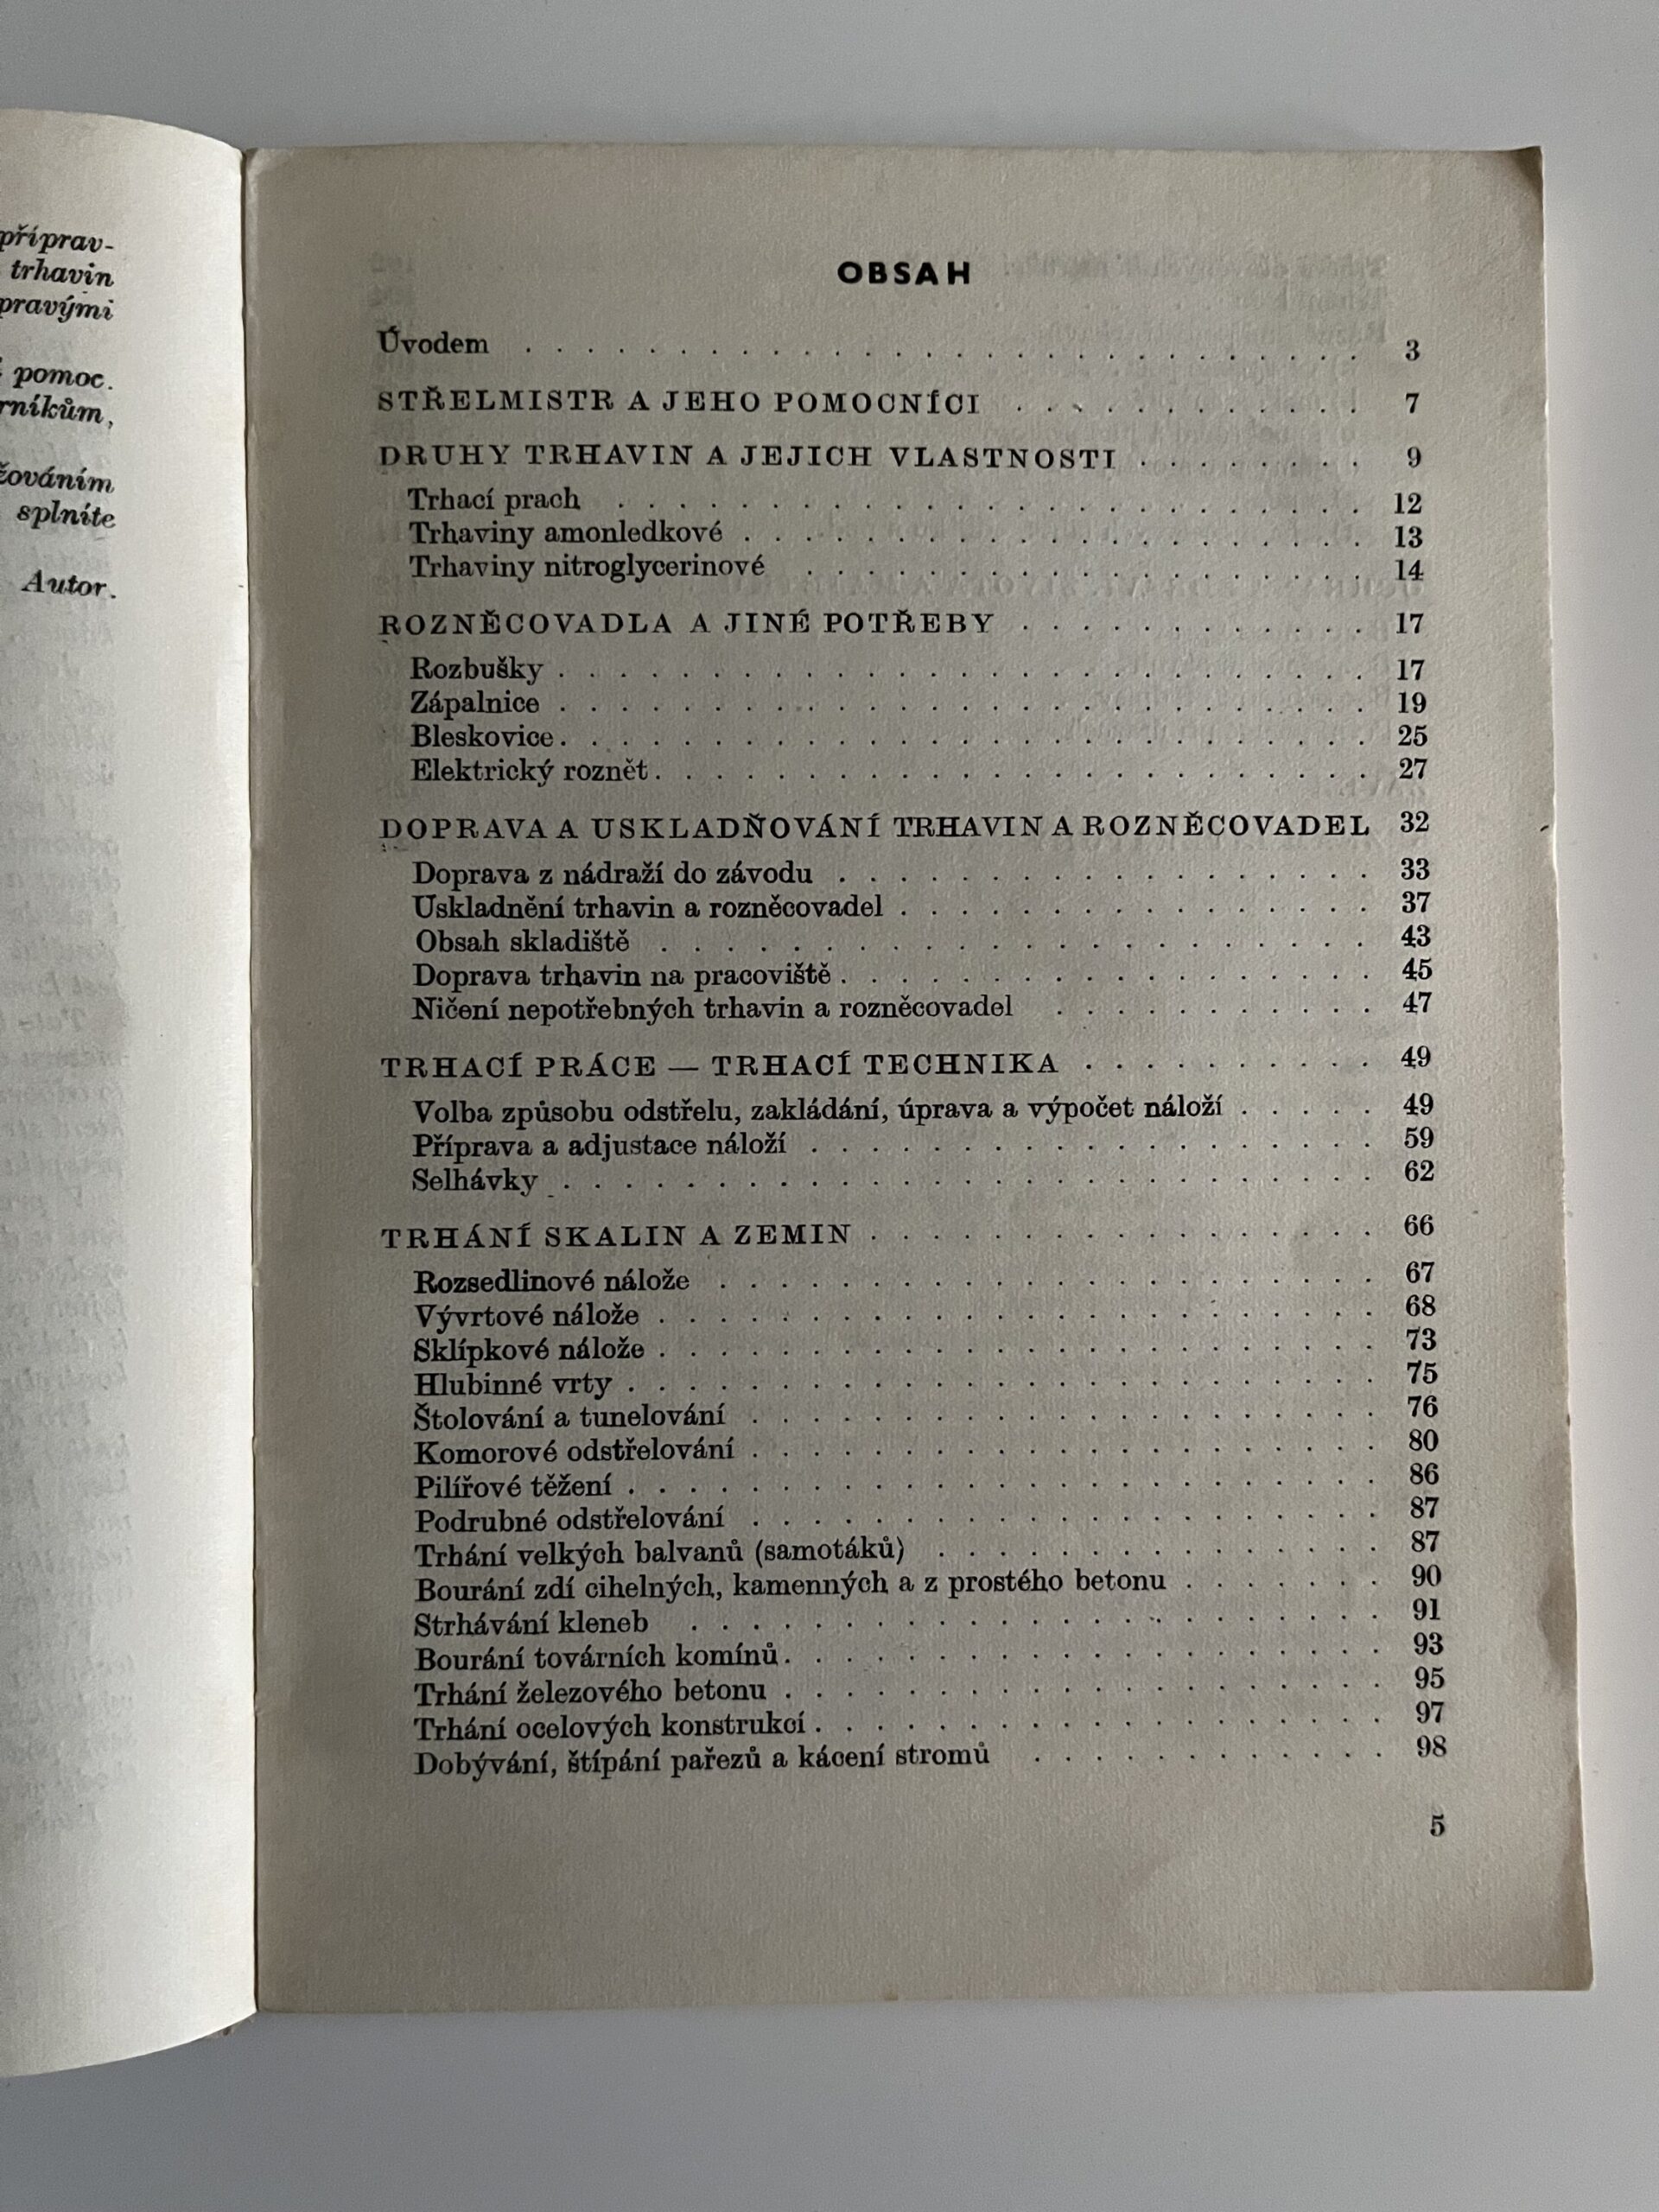 příprav-
trhavin
pravými
pomoc.
rníkům,
žováním
splníte
Autor.
OBSAH
Úvodem . . . . . . . . . . . . . . . . . . . . . . . . . . . . 3
STŘELMISTR A JEHO POMOCNÍCI . . . . . . . . . . . . 7
DRUHY TRHAVIN A JEJICH VLASTNOSTI . . . . . . . . 9
Trhací prach . . . . . . . . . . . . . . . . . . . . . . . . . 12
Trhaviny amonledkové . . . . . . . . . . . . . . . . . . . . . 13
Trhaviny nitroglycerinové . . . . . . . . . . . . . . . . . . . 14
ROZNĚCOVADLA A JINÉ POTŘEBY . . . . . . . . . . . . 17
Rozbušky . . . . . . . . . . . . . . . . . . . . . . . . . . . 17
Zápalnice . . . . . . . . . . . . . . . . . . . . . . . . . . . 19
Bleskovice . . . . . . . . . . . . . . . . . . . . . . . . . . . 25
Elektrický roznět . . . . . . . . . . . . . . . . . . . . . . . . 27
DOPRAVA A USKLADŇOVÁNÍ TRHAVIN A ROZNĚCOVADEL 32
Doprava z nádraží do závodu . . . . . . . . . . . . . . . . . . 33
Uskladnění trhavin a rozněcovadel . . . . . . . . . . . . . . . . 37
Obsah skladiště . . . . . . . . . . . . . . . . . . . . . . . 43
Doprava trhavin na pracoviště . . . . . . . . . . . . . . . . . . 45
Ničení nepotřebných trhavin a rozněcovadel . . . . . . . . . . . 47
TRHACÍ PRÁCE — TRHACÍ TECHNIKA . . . . . . . . . . 49
Volba způsobu odstřelu, zakládání, úprava a výpočet náloží . . . . . 49
Příprava a adjustace náloží . . . . . . . . . . . . . . . . . . . 59
Selhávky . . . . . . . . . . . . . . . . . . . . . . . . . . . 62
TRHÁNÍ SKALIN A ZEMIN . . . . . . . . . . . . . . . . . 66
Rozsedlinové nálože . . . . . . . . . . . . . . . . . . . . . . 67
Vývrtové nálože . . . . . . . . . . . . . . . . . . . . . . . . 68
Sklípkové nálože . . . . . . . . . . . . . . . . . . . . . . . . 73
Hlubinné vrty . . . . . . . . . . . . . . . . . . . . . . . . . 75
Štolování a tunelování . . . . . . . . . . . . . . . . . . . . . 76
Komorové odstřelování . . . . . . . . . . . . . . . . . . . . . 80
Pilířové těžení . . . . . . . . . . . . . . . . . . . . . . . . . 86
Podrubné odstřelování . . . . . . . . . . . . . . . . . . . . . 87
Trhání velkých balvanů (samotáků) . . . . . . . . . . . . . . . 87
Bourání zdí cihelných, kamenných a z prostého betonu . . . . . . . 90
Strhávání kleneb . . . . . . . . . . . . . . . . . . . . . . . 91
Bourání továrních komínů . . . . . . . . . . . . . . . . . . . . 93
Trhání železového betonu . . . . . . . . . . . . . . . . . . . . 95
Trhání ocelových konstrukcí . . . . . . . . . . . . . . . . . . . 97
Dobývání, štípání pařezů a kácení stromů . . . . . . . . . . . . 98
5